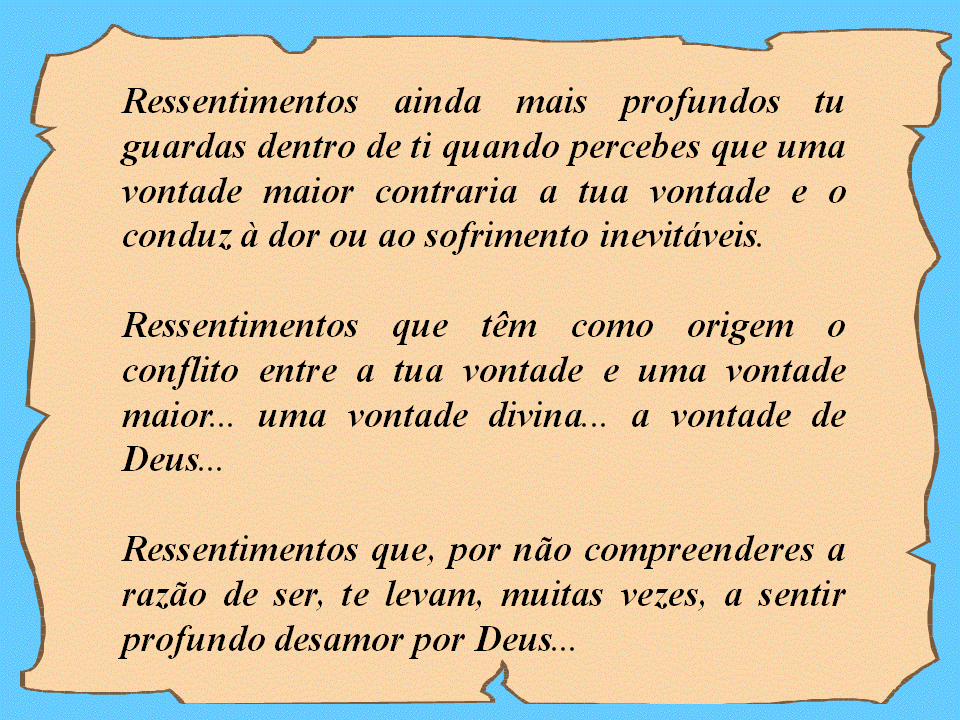 Ressentimentos ainda mais profundos tu
guardas dentro de ti quando percebes que uma
vontade maior contraria a tua vontade e o
conduz à dor ou ao sofrimento inevitáveis.
Ressentimentos que têm como origem o
conflito entre a tua vontade e uma vontade
maior... uma vontade divina... a vontade de
Deus...
Ressentimentos que, por não compreenderes a
razão de ser, te levam, muitas vezes, a sentir
profundo desamor por Deus...